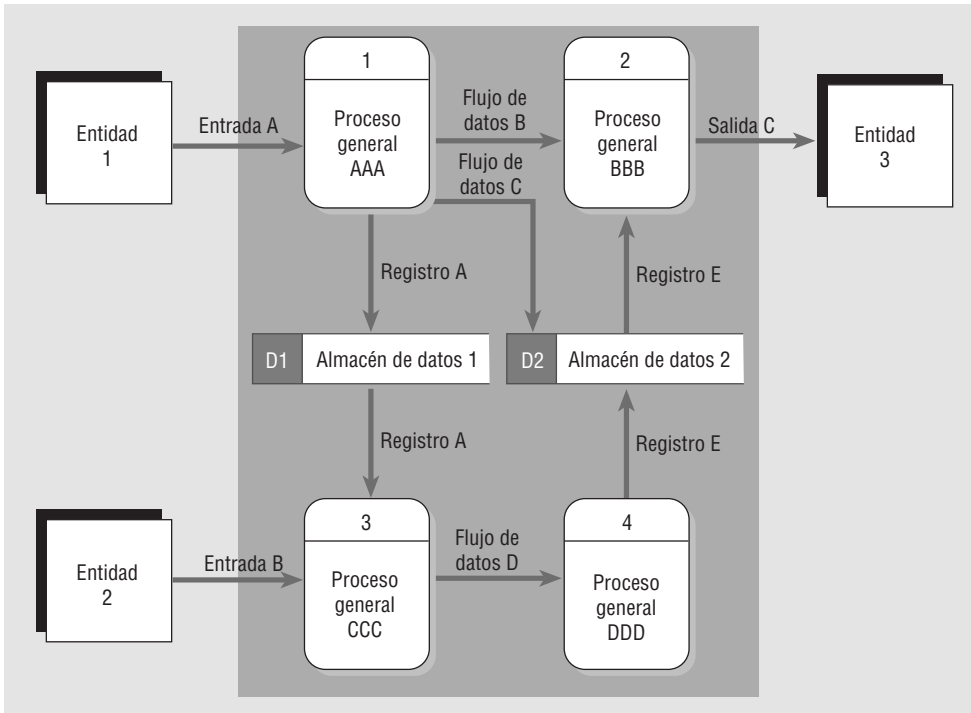 1
2
Entidad
1
Entrada A
Proceso
general
AAA
Flujo de
datos B
Flujo de
datos C
Proceso
general
BBB
Salida C
Entidad
3
Registro A
Registro E
D1
Almacén de datos 1
D2
Almacén de datos 2
Registro A
Registro E
3
4
Entidad
2
Entrada B
Proceso
general
CCC
Flujo de
datos D
Proceso
general
DDD